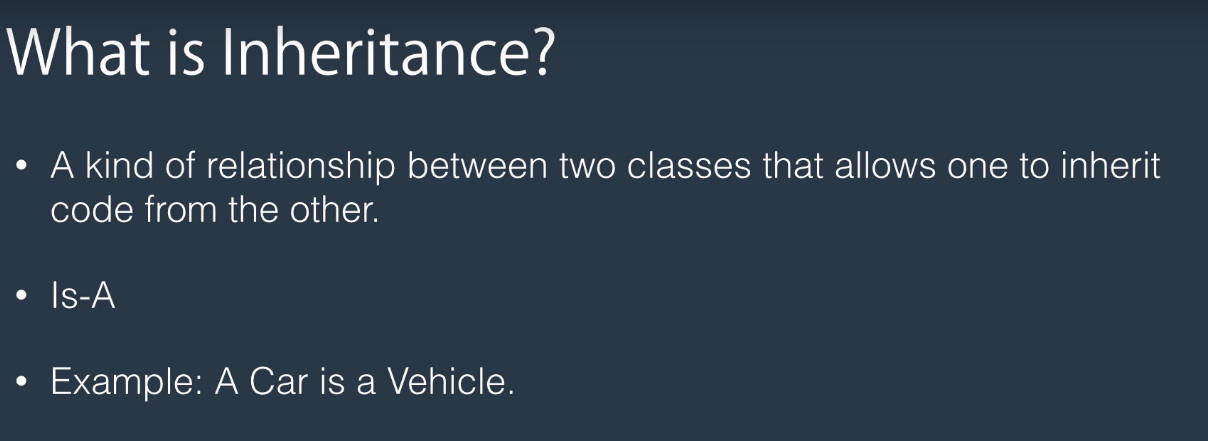 What is Inheritance?
• A kind of relationship between two classes that allows one to inherit
code from the other.
• Is-A
• Example: A Car is a Vehicle.